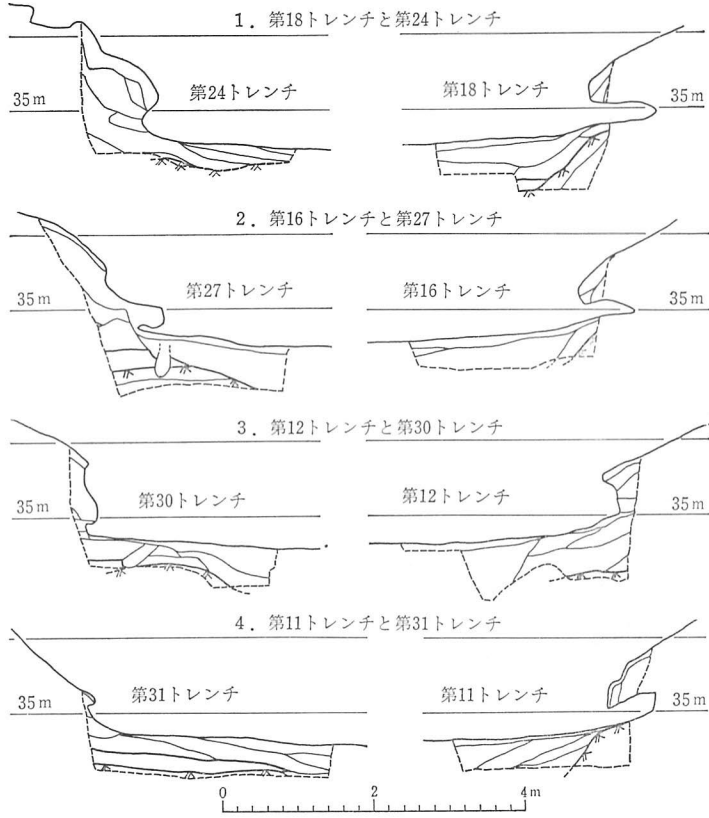 1. 第18トレンチと第24トレンチ
35m
第24トレンチ
第18トレンチ
35m
2. 第16トレンチと第27トレンチ
35m
第27トレンチ
第16トレンチ
35m
3. 第12トレンチと第30トレンチ
35m
第30トレンチ
第12トレンチ
35m
4. 第11トレンチと第31トレンチ
35m
第31トレンチ
第11トレンチ
35m
0 2 4m